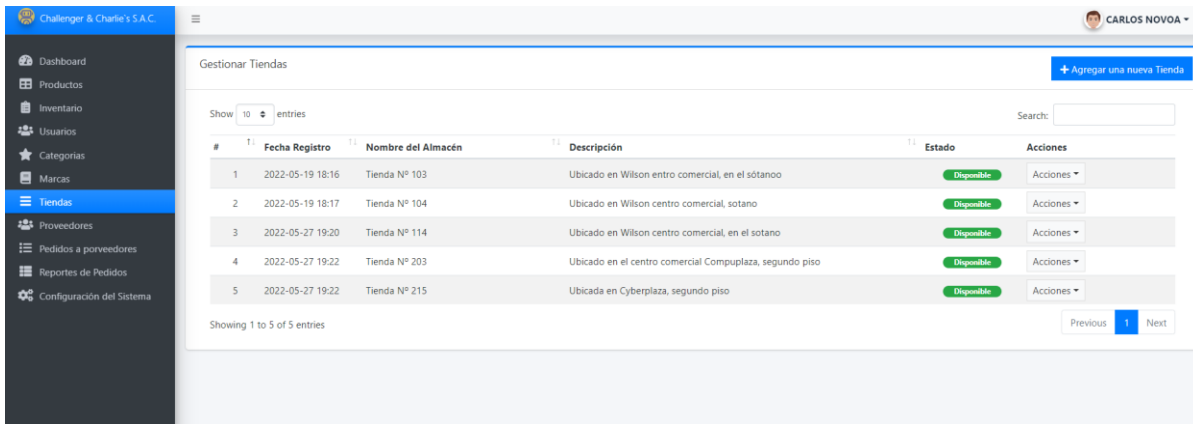 Challenger & Charlie's S.A.C.
CARLOS NOVOA
Dashboard
Productos
Inventario
Usuarios
Categorias
Marcas
Tiendas
Proveedores
Pedidos a porveedores
Reportes de Pedidos
Configuración del Sistema
Gestionar Tiendas
+ Agregar una nueva Tienda
Show 10 entries
Search:
# Fecha Registro Nombre del Almacén Descripción Estado Acciones
1 2022-05-19 18:16 Tienda Nº 103 Ubicado en Wilson entro comercial, en el sótanoo Disponible Acciones
2 2022-05-19 18:17 Tienda Nº 104 Ubicado en Wilson centro comercial, sotano Disponible Acciones
3 2022-05-27 19:20 Tienda Nº 114 Ubicado en Wilson centro comercial, en el sotano Disponible Acciones
4 2022-05-27 19:22 Tienda Nº 203 Ubicado en el centro comercial Compuplaza, segundo piso Disponible Acciones
5 2022-05-27 19:22 Tienda Nº 215 Ubicada en Cyberplaza, segundo piso Disponible Acciones
Showing 1 to 5 of 5 entries
Previous 1 Next